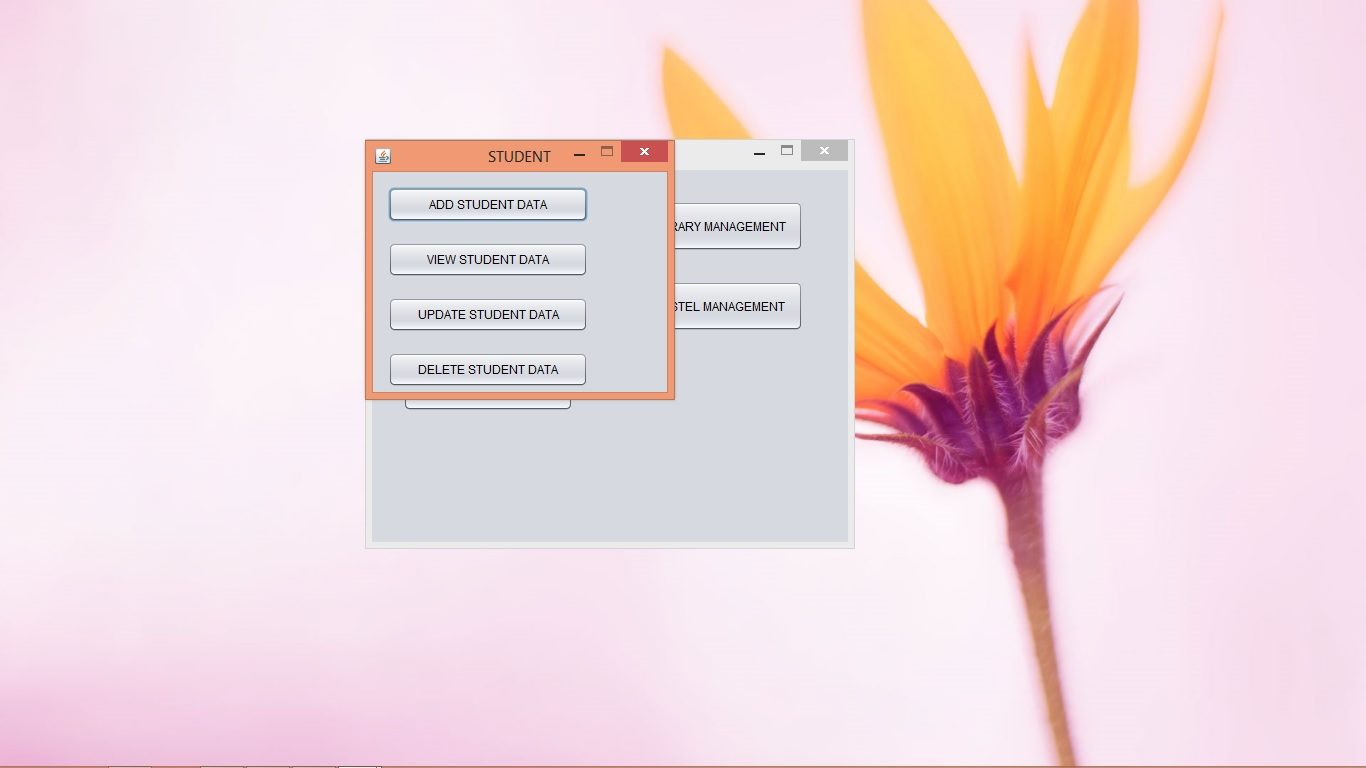 STUDENT
ADD STUDENT DATA
VIEW STUDENT DATA
UPDATE STUDENT DATA
DELETE STUDENT DATA
RARY MANAGEMENT
STEL MANAGEMENT